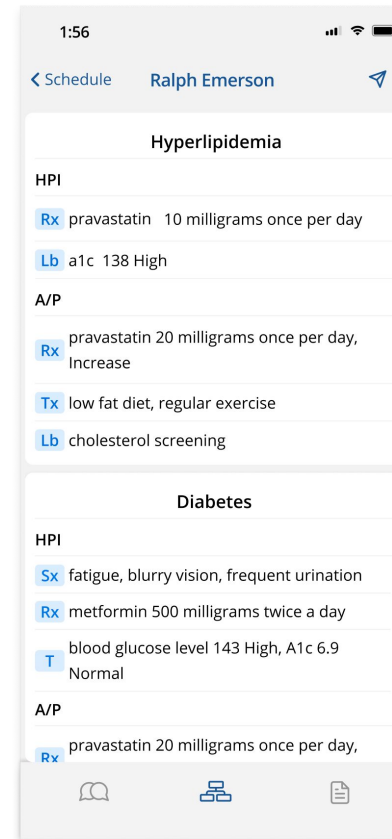 1:56
Schedule Ralph Emerson
Hyperlipidemia
HPI
Rx pravastatin 10 milligrams once per day
Lb a1c 138 High
A/P
Rx pravastatin 20 milligrams once per day,
Increase
Tx low fat diet, regular exercise
Lb cholesterol screening
Diabetes
HPI
Sx fatigue, blurry vision, frequent urination
Rx metformin 500 milligrams twice a day
T blood glucose level 143 High, A1c 6.9
Normal
A/P
Rx pravastatin 20 milligrams once per day,